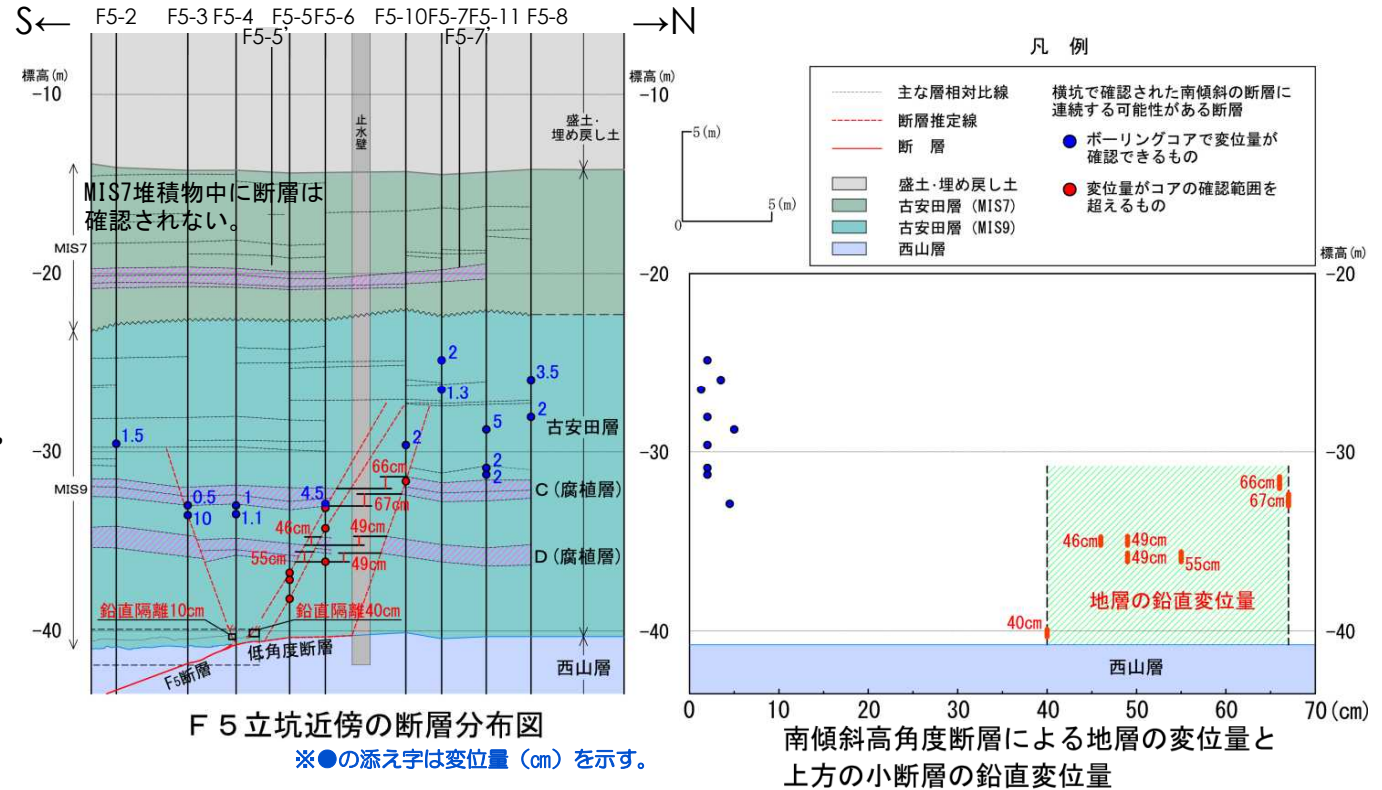 S← F5-2 F5-3 F5-4 F5-5 F5-6 F5-10 F5-7 F5-11 F5-8 →N
F5-5' F5-7'
標高(m)
-10
-20
-30
-40
MIS7
MIS9
MIS7堆積物中に断層は
確認されない。
止水壁
盛土・
埋め戻し土
標高(m)
-10
-20
-30
-40
2
1.3
3.5
2
5
2
2
2
1.5
0.5
10
1
1.1
4.5
66cm
67cm
46cm
49cm
55cm
49cm
古安田層
C(腐植層)
D(腐植層)
鉛直隔離10cm
鉛直隔離40cm
低角度断層
F5断層
西山層
F5立坑近傍の断層分布図
※●の添え字は変位量(cm)を示す。
凡 例
5(m)
0
5(m)
主な層相対比線
断層推定線
断 層
盛土・埋め戻し土
古安田層(MIS7)
古安田層(MIS9)
西山層
横坑で確認された南傾斜の断層に
連続する可能性がある断層
ボーリングコアで変位量が
確認できるもの
変位量がコアの確認範囲を
超えるもの
標高(m)
-20
-30
-40
66cm
67cm
46cm
49cm
49cm
55cm
地層の鉛直変位量
40cm
西山層
0 10 20 30 40 50 60 70(cm)
南傾斜高角度断層による地層の変位量と
上方の小断層の鉛直変位量